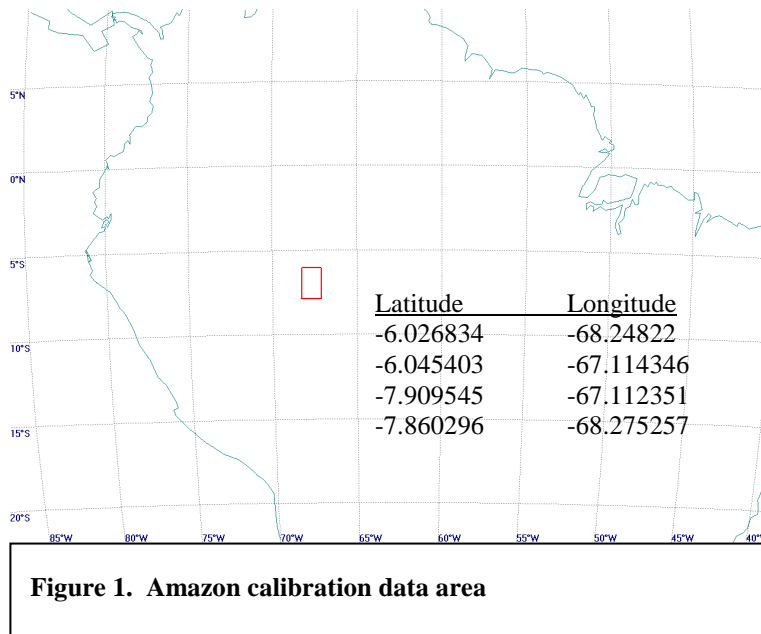 5°N
0°N
5°S
Latitude Longitude
-6.026834 -68.24822
-6.045403 -67.114346
-7.909545 -67.112351
-7.860296 -68.275257
10°S
15°S
20°S
85°W 80°W 75°W 70°W 65°W 60°W 55°W 50°W 45°W 40°W
Figure 1. Amazon calibration data area